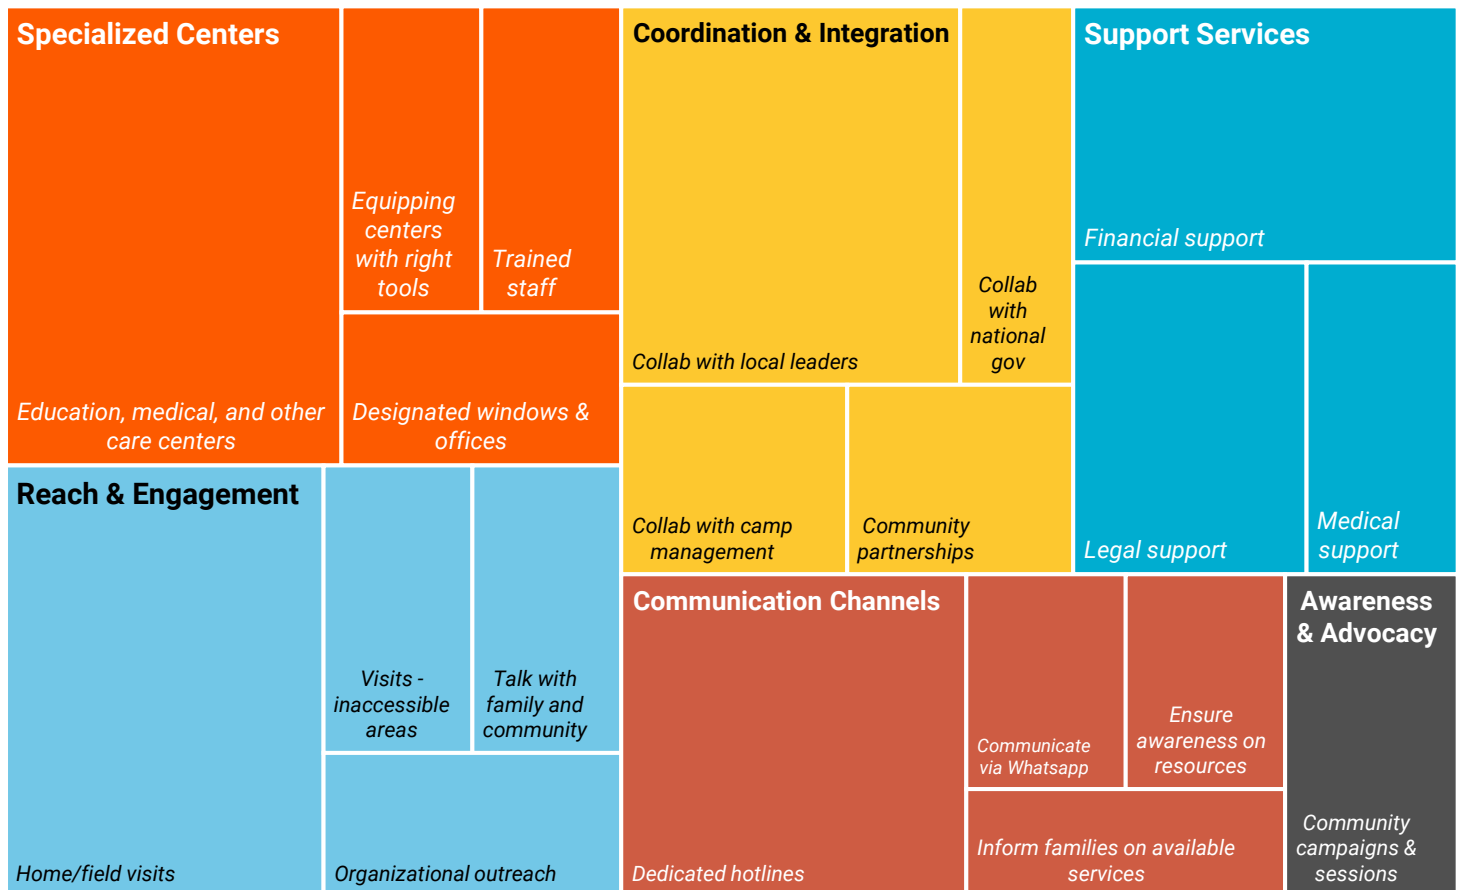 Specialized Centers
Education, medical, and other
care centers
Equipping
centers
with right
tools
Trained
staff
Designated windows &
offices
Coordination & Integration
Collab with local leaders
Collab
with
national
gov
Collab with camp
management
Community
partnerships
Support Services
Financial support
Legal support
Medical
support
Reach & Engagement
Home/field visits
Visits -
inaccessible
areas
Talk with
family and
community
Organizational outreach
Communication Channels
Dedicated hotlines
Communicate
via Whatsapp
Ensure
awareness on
resources
Inform families on available
services
Awareness
& Advocacy
Community
campaigns &
sessions